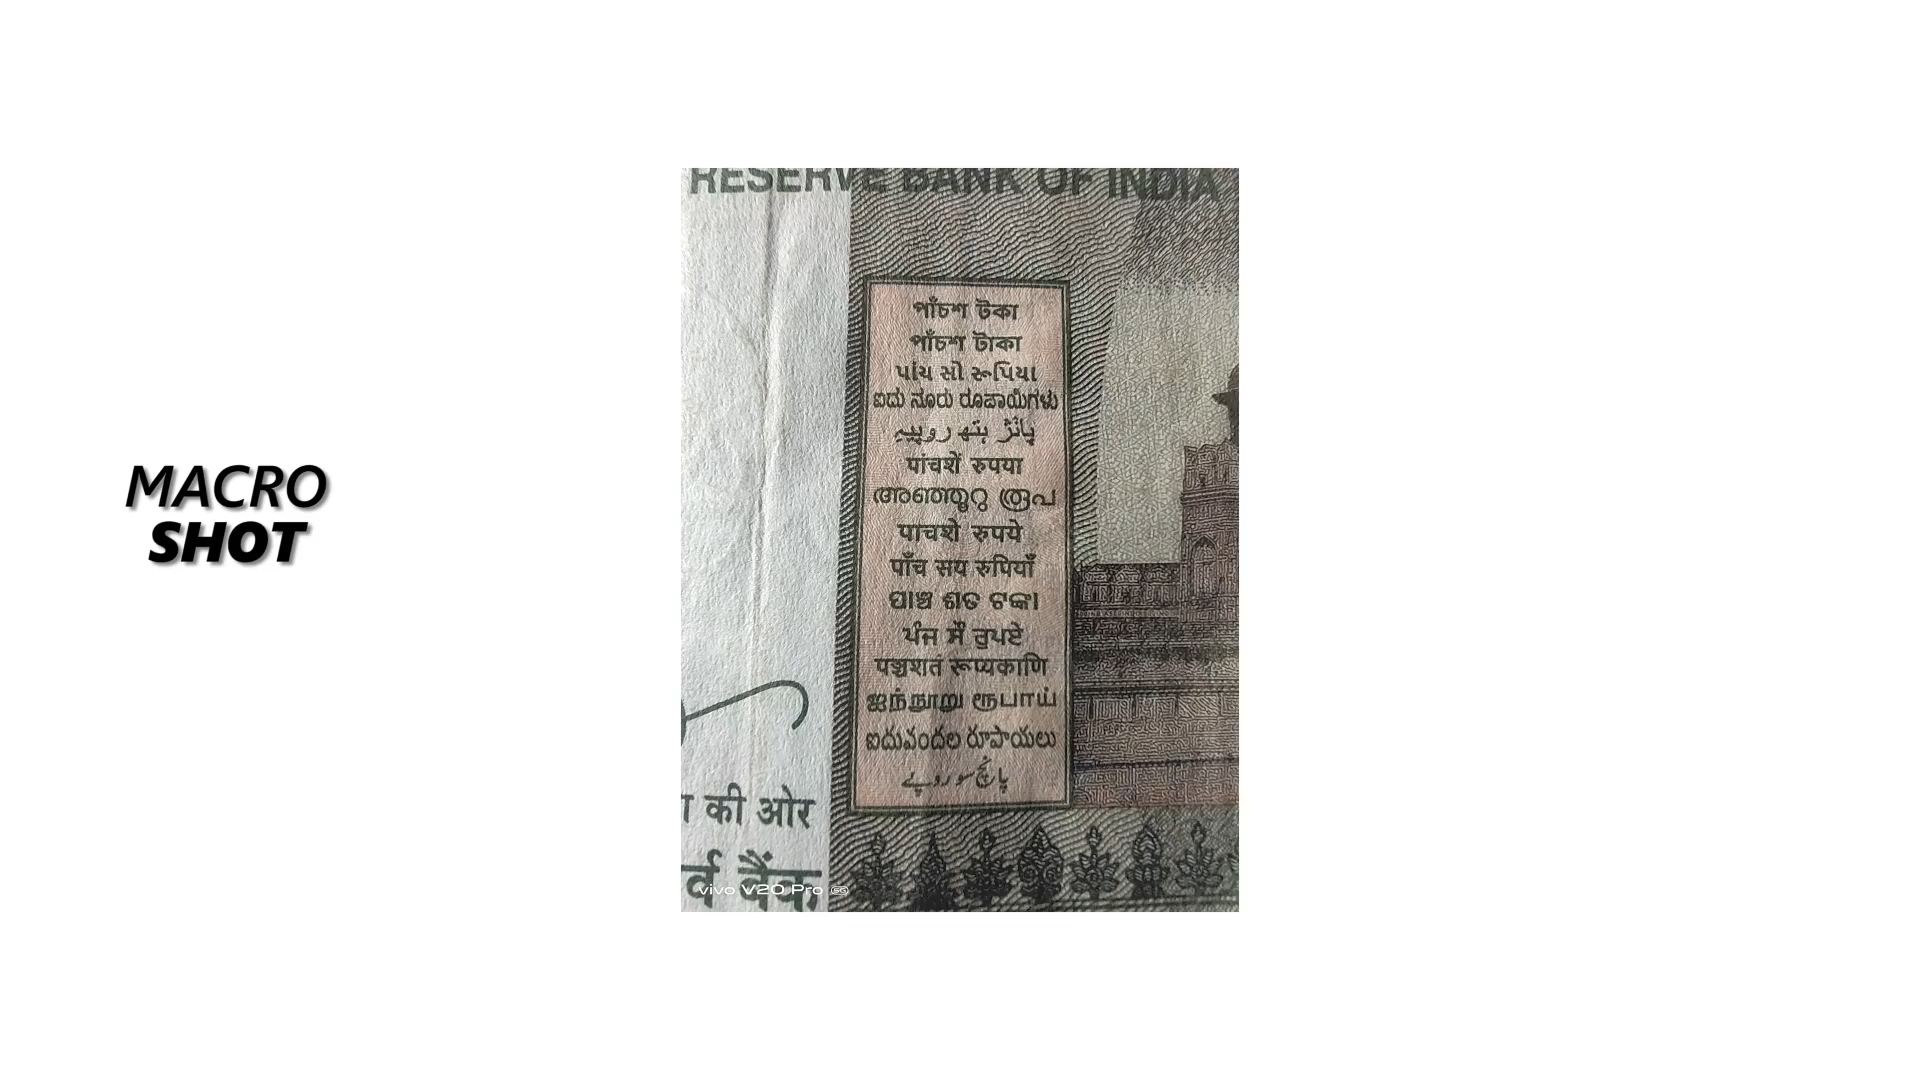 MACRO
SHOT
RESERVE BANK OF INDIA
পাঁচশ টকা
পাঁচশ টাকা
પાંચ સો રૂપિયા
ಐದು ನೂರು ರೂಪಾಯಿಗಳು
پانژ ہتھ روپیہ
पांचशें रुपया
അഞ്ഞൂറു രൂപ
पाचशे रुपये
पाँच सय रुपियाँ
ପାଞ୍ଚ ଶତ ଟଙ୍କା
ਪੰਜ ਸੌ ਰੁਪਏ
पञ्चशतं रूप्यकाणि
ஐந்நூறு ரூபாய்
ఐదువందల రూపాయలు
پانچ سو روپے
की ओर
बैंक
vivo V20 Pro 5G